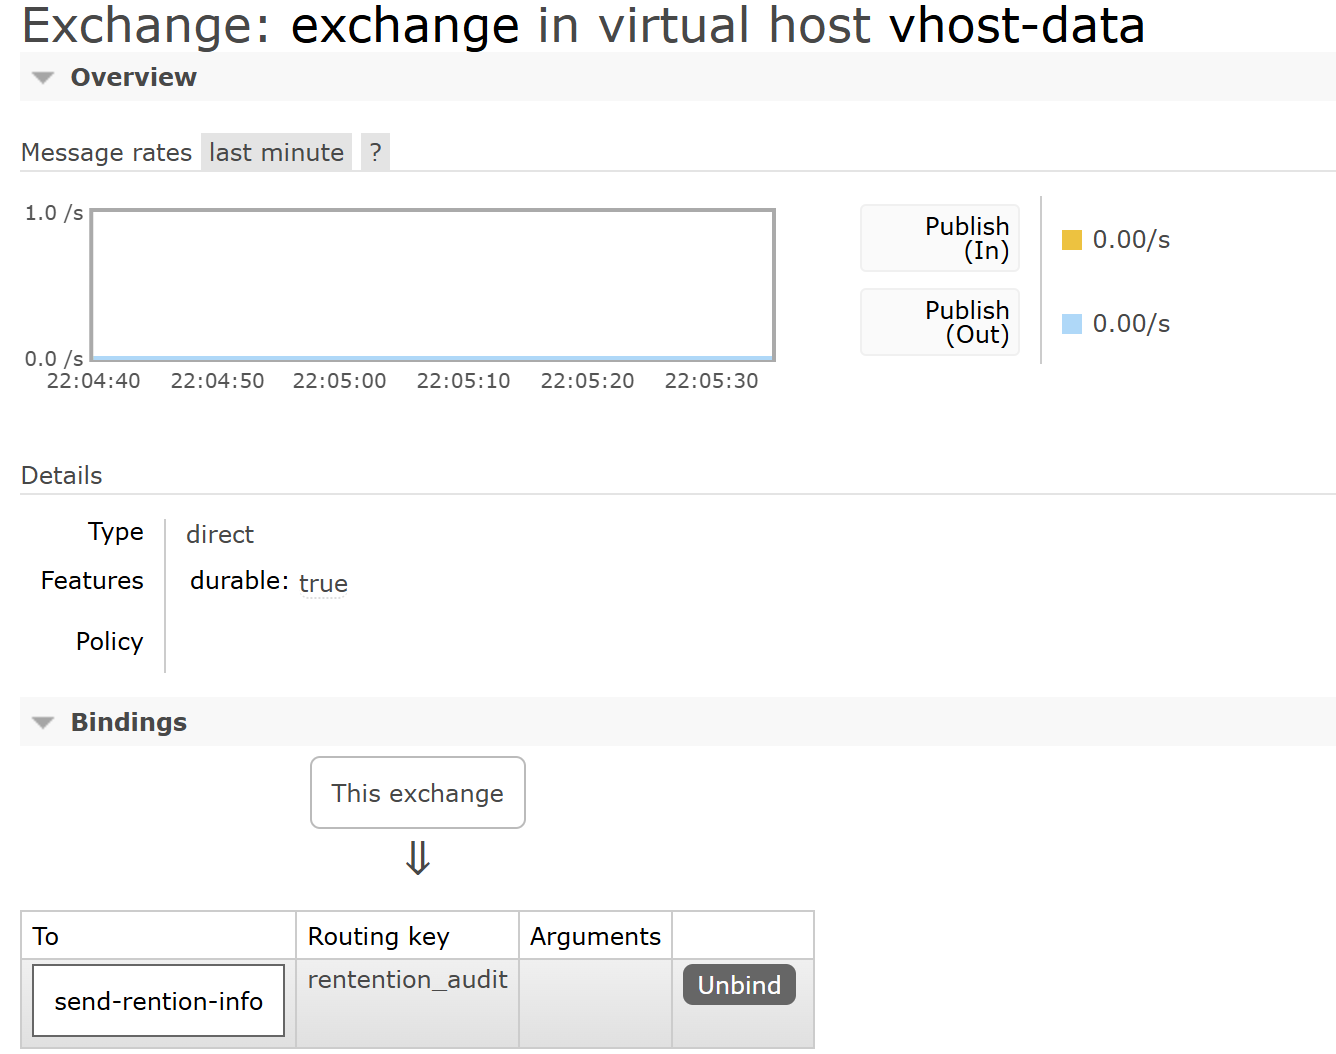 Exchange: exchange in virtual host vhost-data
Overview
Message rates last minute ?
1.0 /s
0.0 /s
22:04:40 22:04:50 22:05:00 22:05:10 22:05:20 22:05:30
Publish
(In)
0.00/s
Publish
(Out)
0.00/s
Details
Type direct
Features durable: true
Policy
Bindings
This exchange
⇓
To Routing key Arguments
send-rention-info rentention_audit Unbind